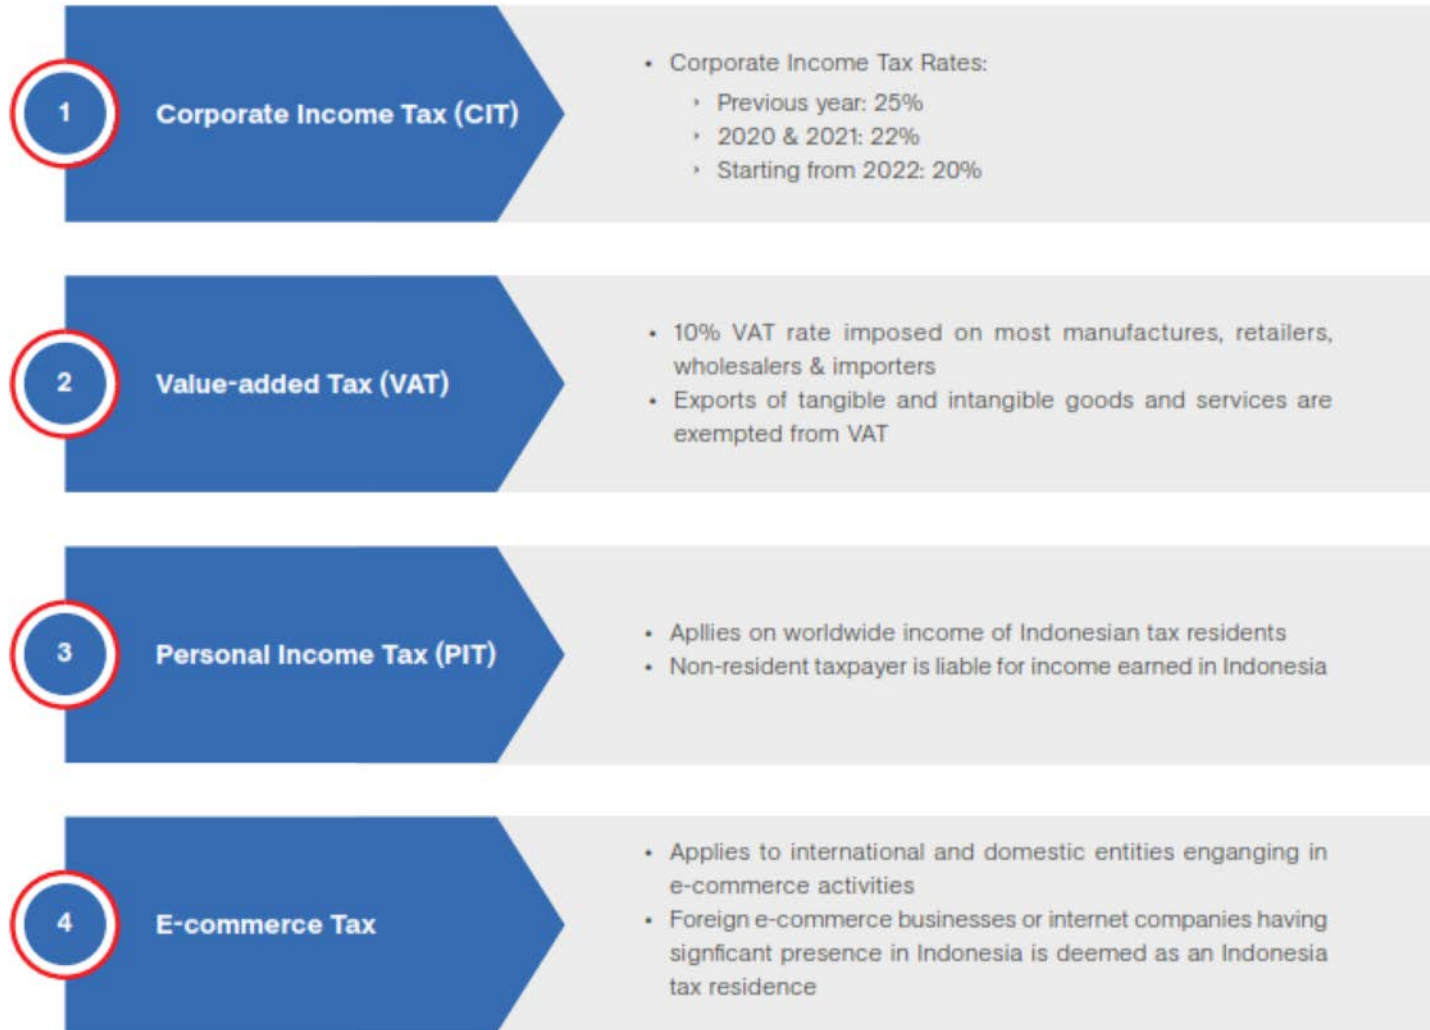 1
Corporate Income Tax (CIT)
• Corporate Income Tax Rates:
‣ Previous year: 25%
‣ 2020 & 2021: 22%
‣ Starting from 2022: 20%
2
Value-added Tax (VAT)
• 10% VAT rate imposed on most manufactures, retailers,
wholesalers & importers
• Exports of tangible and intangible goods and services are
exempted from VAT
3
Personal Income Tax (PIT)
• Apllies on worldwide income of Indonesian tax residents
• Non-resident taxpayer is liable for income earned in Indonesia
4
E-commerce Tax
• Applies to international and domestic entities enganging in
e-commerce activities
• Foreign e-commerce businesses or internet companies having
signficant presence in Indonesia is deemed as an Indonesia
tax residence